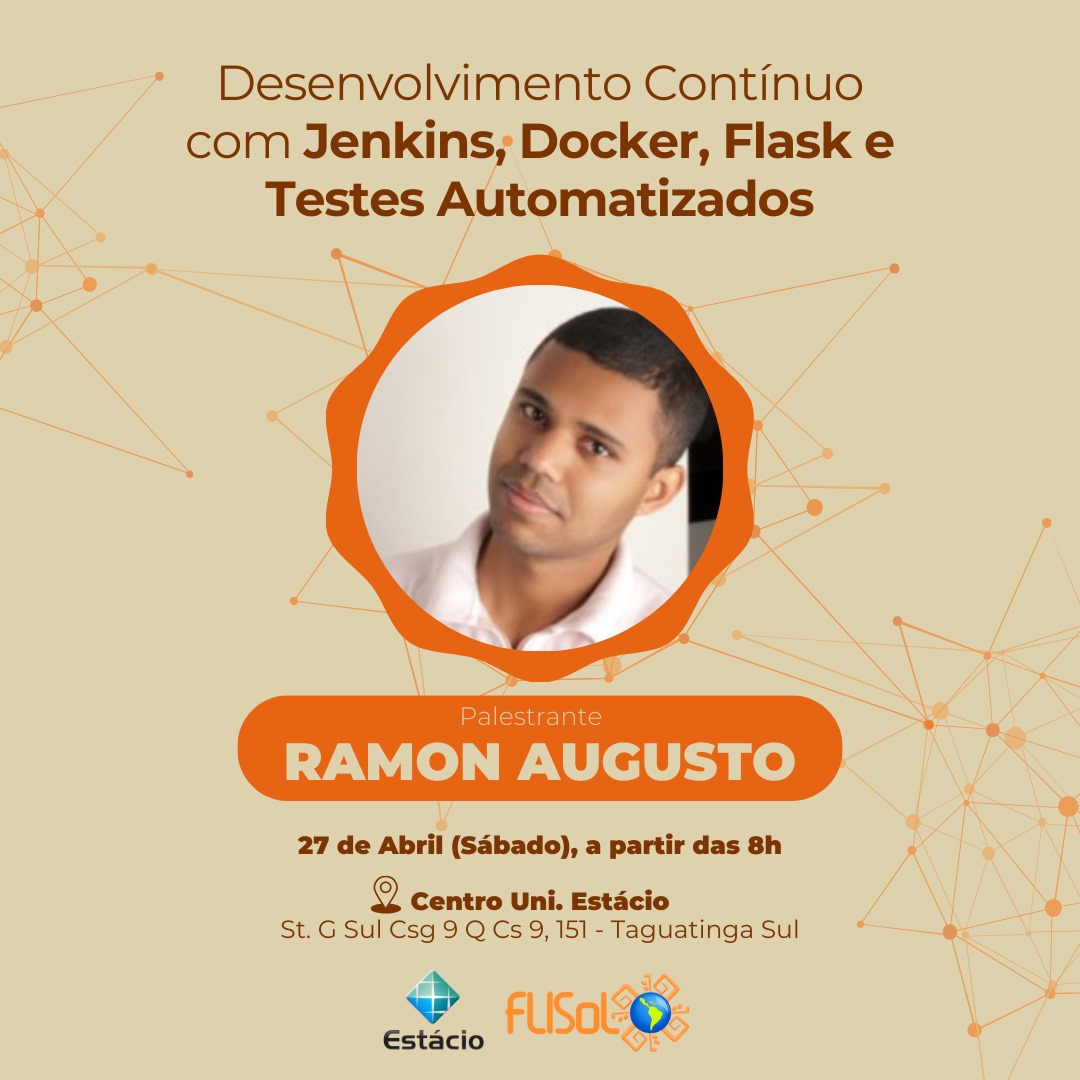 Desenvolvimento Contínuo
com Jenkins, Docker, Flask e
Testes Automatizados
Palestrante
RAMON AUGUSTO
27 de Abril (Sábado), a partir das 8h
Centro Uni. Estácio
St. G Sul Csg 9 Q Cs 9, 151 - Taguatinga Sul
Estácio
FLISol